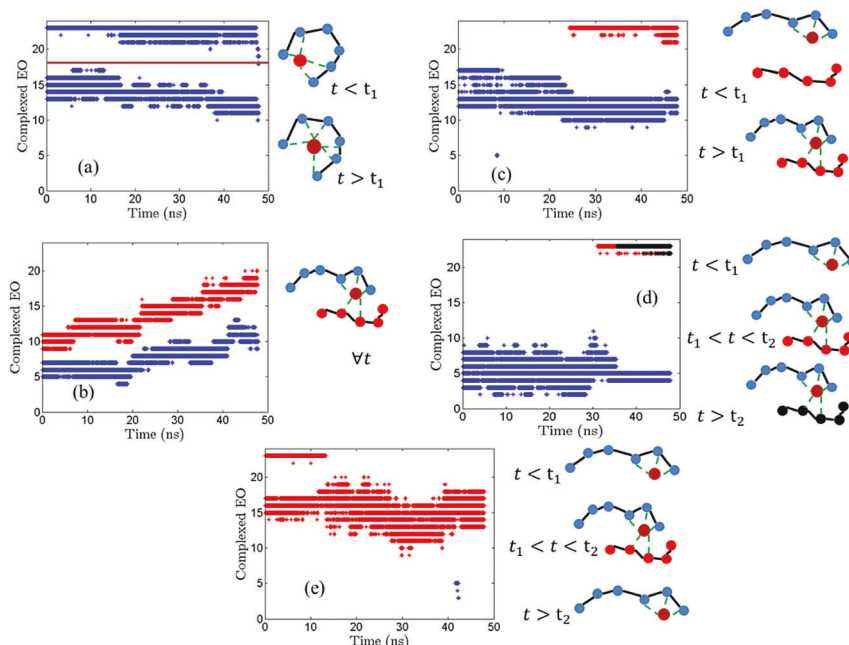 Complexed EO
20
15
10
5
0
(a)
0 10 20 30 40 50
Time (ns)
t < t₁
t > t₁
Complexed EO
20
15
10
5
0
(c)
0 10 20 30 40 50
Time (ns)
t < t₁
t > t₁
Complexed EO
20
15
10
5
0
(b)
0 10 20 30 40 50
Time (ns)
∀t
Complexed EO
20
15
10
5
0
(d)
0 10 20 30 40 50
Time (ns)
t < t₁
t₁ < t < t₂
t > t₂
Complexed EO
20
15
10
5
0
(e)
0 10 20 30 40 50
Time (ns)
t < t₁
t₁ < t < t₂
t > t₂